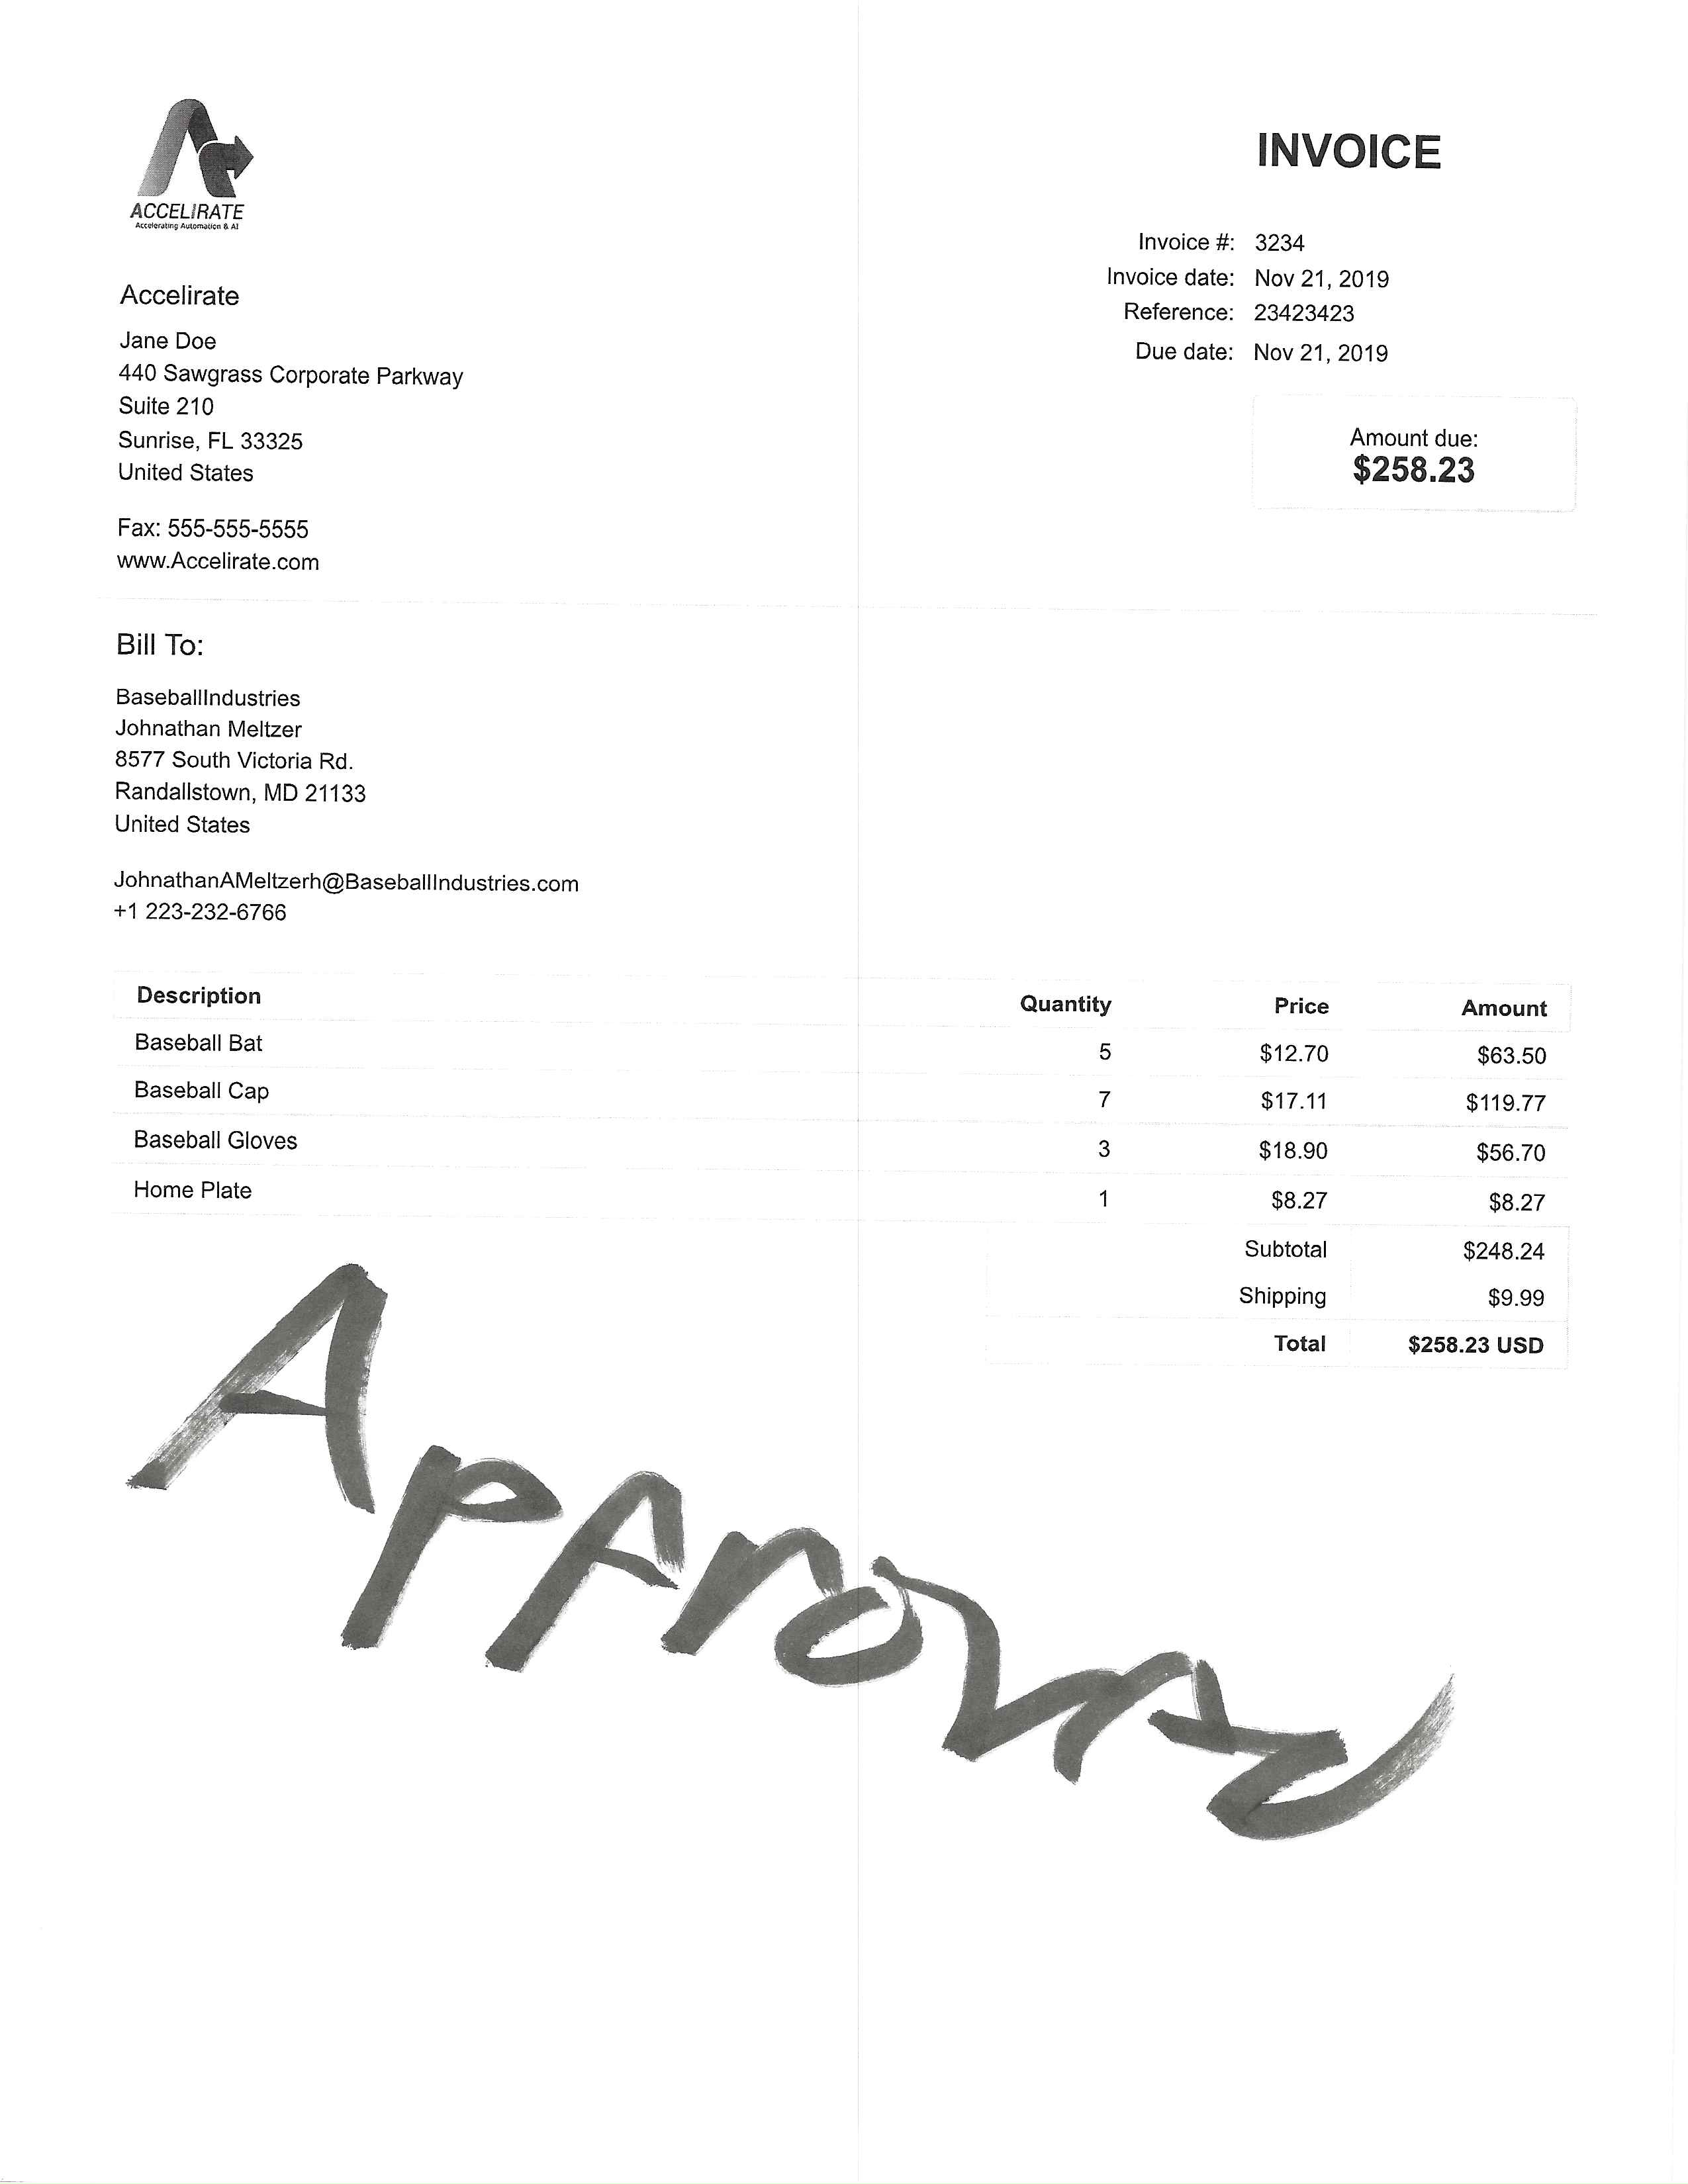 ACCELIRATE
Accelerating Automation & AI
INVOICE
Invoice #: 3234
Invoice date: Nov 21, 2019
Reference: 23423423
Due date: Nov 21, 2019
Amount due:
$258.23
Accelirate
Jane Doe
440 Sawgrass Corporate Parkway
Suite 210
Sunrise, FL 33325
United States
Fax: 555-555-5555
www.Accelirate.com
Bill To:
BaseballIndustries
Johnathan Meltzer
8577 South Victoria Rd.
Randallstown, MD 21133
United States
JohnathanAMeltzerh@BaseballIndustries.com
+1 223-232-6766
Description Quantity Price Amount
Baseball Bat 5 $12.70 $63.50
Baseball Cap 7 $17.11 $119.77
Baseball Gloves 3 $18.90 $56.70
Home Plate 1 $8.27 $8.27
Subtotal $248.24
Shipping $9.99
Total $258.23 USD